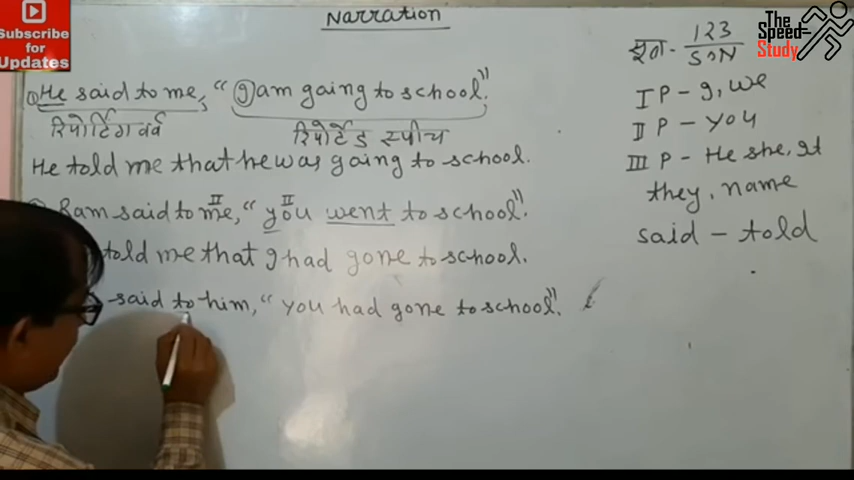 Subscribe
for
Updates
The
Speed
Study
Narration
सूत्र - 123
SON
He said to me, "I am going to school".
रिपोर्टिंग वर्व
रिपोर्टेड स्पीच
He told me that he was going to school.
Ram said to me, "you went to school".
II II
told me that I had gone to school.
said to him, "you had gone to school".
I P - I, we
II P - you
III P - He she, It
they, name
said - told